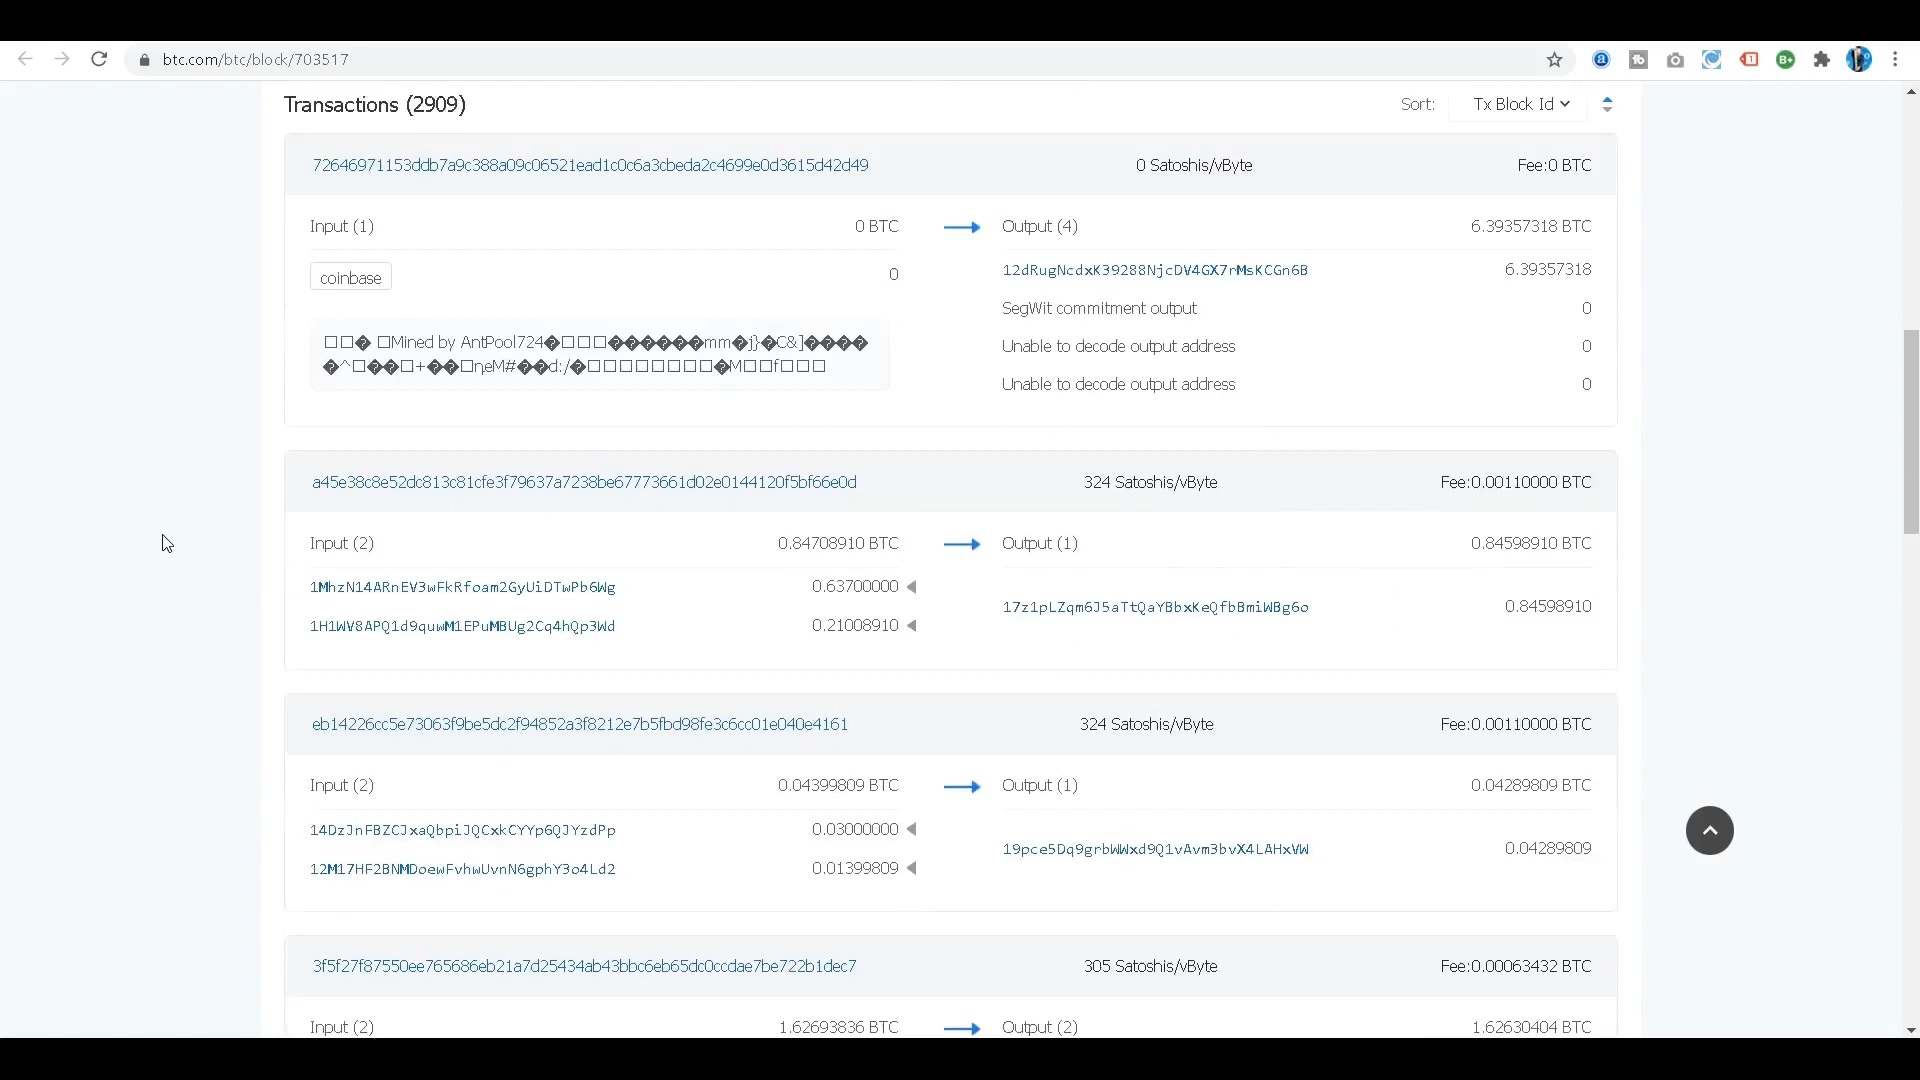 btc.com/btc/block/703517
Transactions (2909)
Sort: Tx Block Id
72646971153ddb7a9c388a09c06521ead1c0c6a3cbeda2c4699e0d3615d42d49 0 Satoshis/vByte Fee:0 BTC
Input (1) 0 BTC Output (4) 6.39357318 BTC
coinbase 0
12dRugNcdxK39288NjcDV4GX7rMsKCGn6B 6.39357318
SegWit commitment output 0
□□� □Mined by AntPool724�□□□������mm�j}�C&]����
�^□��□+��□ηeM#��d:/�□□□□□□□□�M□□f□□□
Unable to decode output address 0
Unable to decode output address 0
a45e38c8e52dc813c81cfe3f79637a7238be67773661d02e0144120f5bf66e0d 324 Satoshis/vByte Fee:0.00110000 BTC
Input (2) 0.84708910 BTC Output (1) 0.84598910 BTC
1MhzN14ARnEV3wFkRfoam2GyUiDTwPb6Wg 0.63700000
1H1WV8APQ1d9quwM1EPuMBUg2Cq4hQp3Wd 0.21008910
17z1pLZqm6J5aTtQaYBbxKeQfbBmiWBg6o 0.84598910
eb14226cc5e73063f9be5dc2f94852a3f8212e7b5fbd98fe3c6cc01e040e4161 324 Satoshis/vByte Fee:0.00110000 BTC
Input (2) 0.04399809 BTC Output (1) 0.04289809 BTC
14DzJnFBZCJxaQbpiJQCxkCYYp6QJYzdPp 0.03000000
12M17HF2BNMDoewFvhwUvnN6gphY3o4Ld2 0.01399809
19pce5Dq9grbWWxd9Q1vAvm3bvX4LAHxVW 0.04289809
3f5f27f87550ee765686eb21a7d25434ab43bbc6eb65dc0ccdae7be722b1dec7 305 Satoshis/vByte Fee:0.00063432 BTC
Input (2) 1.62693836 BTC Output (2) 1.62630404 BTC